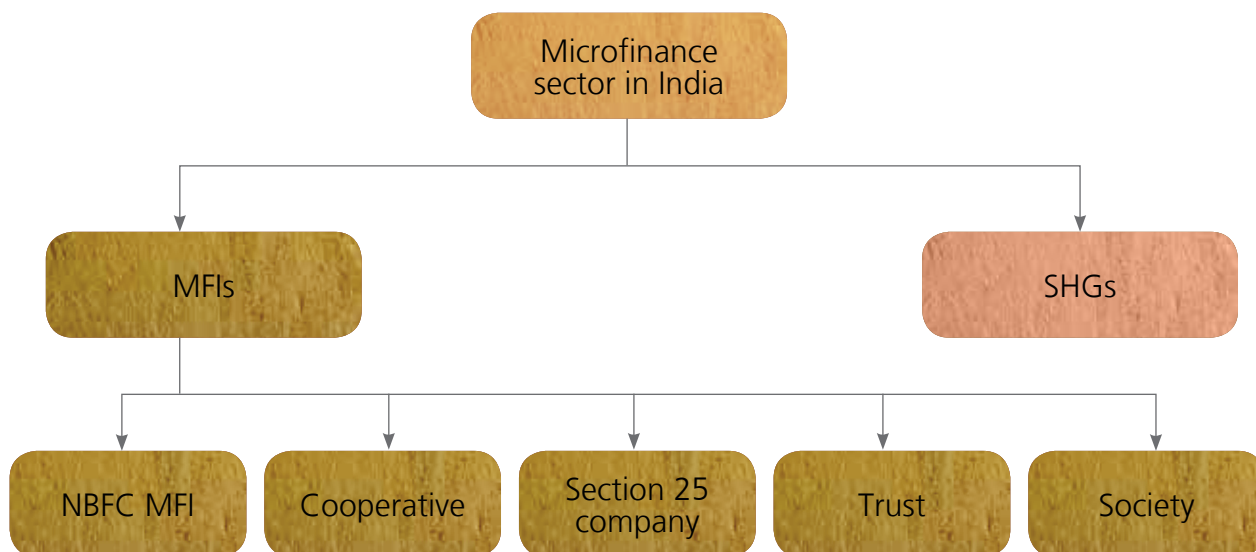 Microfinance
sector in India
MFIs
SHGs
NBFC MFI
Cooperative
Section 25
company
Trust
Society